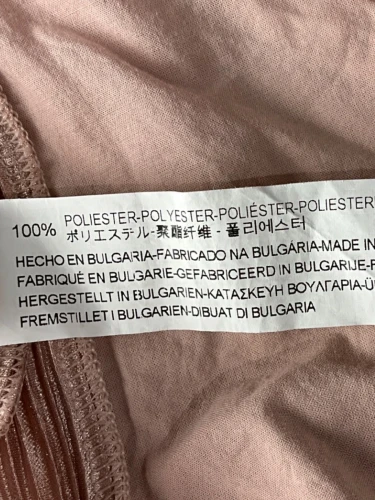 100% POLIESTER-POLYESTER-POLIÉSTER-POLIESTER
ポリエステル-聚酯纤维-폴리에스터
HECHO EN BULGARIA-FABRICADO NA BULGÁRIA-MADE IN
FABRIQUÉ EN BULGARIE-GEFABRICEERD IN BULGARIJE-F
HERGESTELLT IN BULGARIEN-ΚΑΤΑΣΚΕΥΗ ΒΟΥΛΓΑΡΙΑ-Ü
FREMSTILLET I BULGARIEN-DIBUAT DI BULGARIA